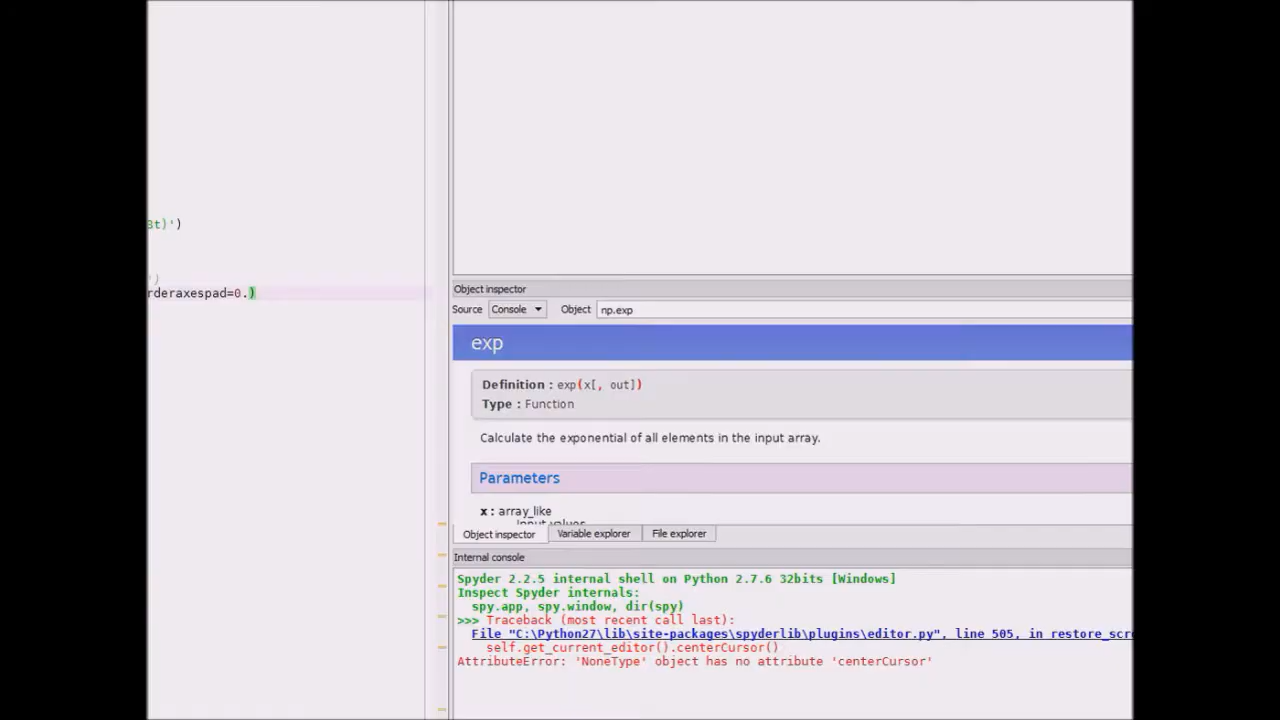 3t)')
')
rderaxespad=0.)
Object inspector
Source Console Object np.exp
exp
Definition : exp(x[, out])
Type : Function
Calculate the exponential of all elements in the input array.
Parameters
x : array_like
Input values
Object inspector Variable explorer File explorer
Internal console
Spyder 2.2.5 internal shell on Python 2.7.6 32bits [Windows]
Inspect Spyder internals:
spy.app, spy.window, dir(spy)
>>> Traceback (most recent call last):
File "C:\Python27\lib\site-packages\spyderlib\plugins\editor.py", line 505, in restore_scr
self.get_current_editor().centerCursor()
AttributeError: 'NoneType' object has no attribute 'centerCursor'